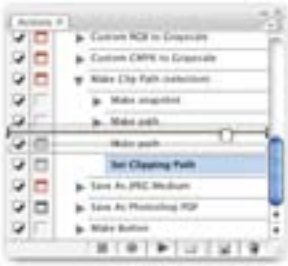 Actions ×
Custom RGB to Grayscale
Custom CMYK to Grayscale
Make Clip Path (selection)
Make snapshot
Make path
Make path
Set Clipping Path
Save As JPEG Medium
Save As Photoshop PDF
Make Button